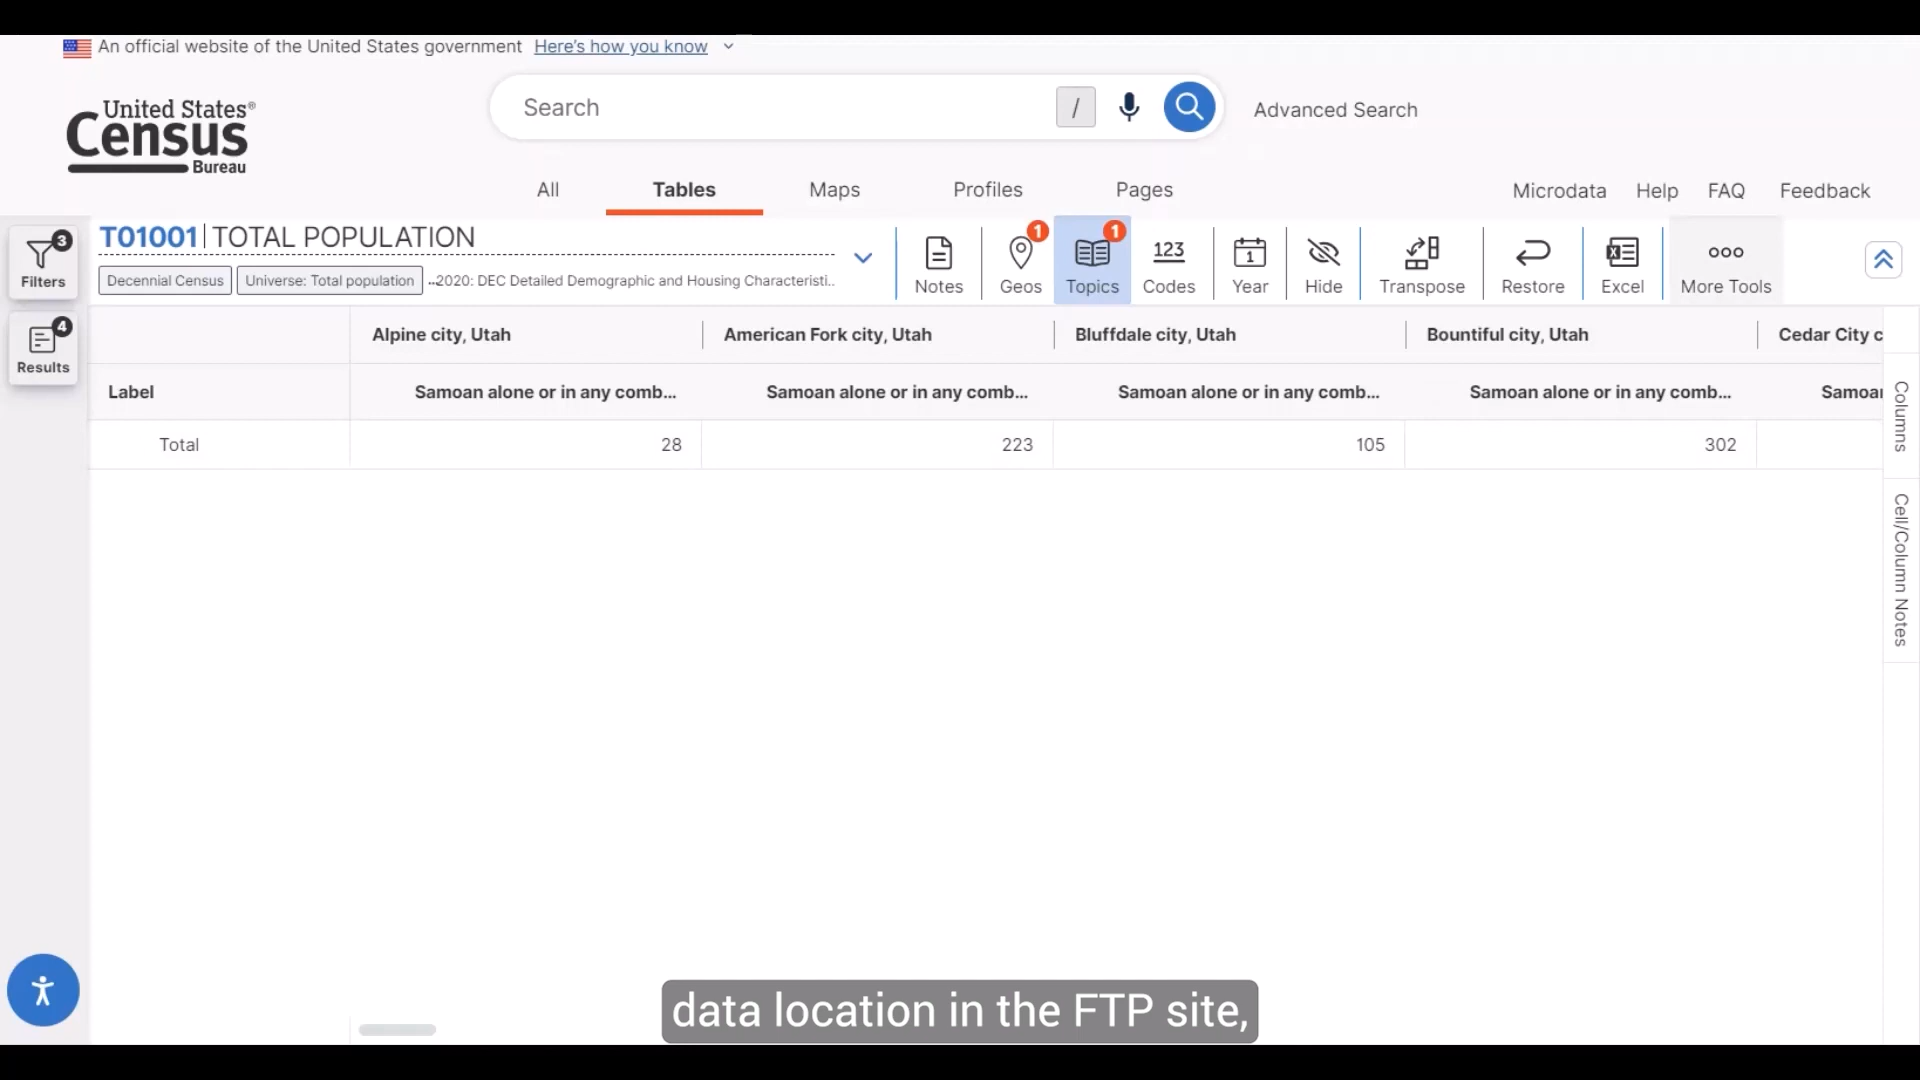 An official website of the United States government Here's how you know
United States®
Census
Bureau
Search / Advanced Search
All Tables Maps Profiles Pages Microdata Help FAQ Feedback
3
Filters
4
Results
T01001 | TOTAL POPULATION
Decennial Census Universe: Total population ...2020: DEC Detailed Demographic and Housing Characteristi..
Notes
1
Geos
1
Topics
123
Codes
1
Year
Hide
Transpose
Restore
Excel
More Tools
Alpine city, Utah American Fork city, Utah Bluffdale city, Utah Bountiful city, Utah Cedar City c
Label Samoan alone or in any comb... Samoan alone or in any comb... Samoan alone or in any comb... Samoan alone or in any comb... Samoan
Total 28 223 105 302
Columns
Cell/Column Notes
data location in the FTP site,